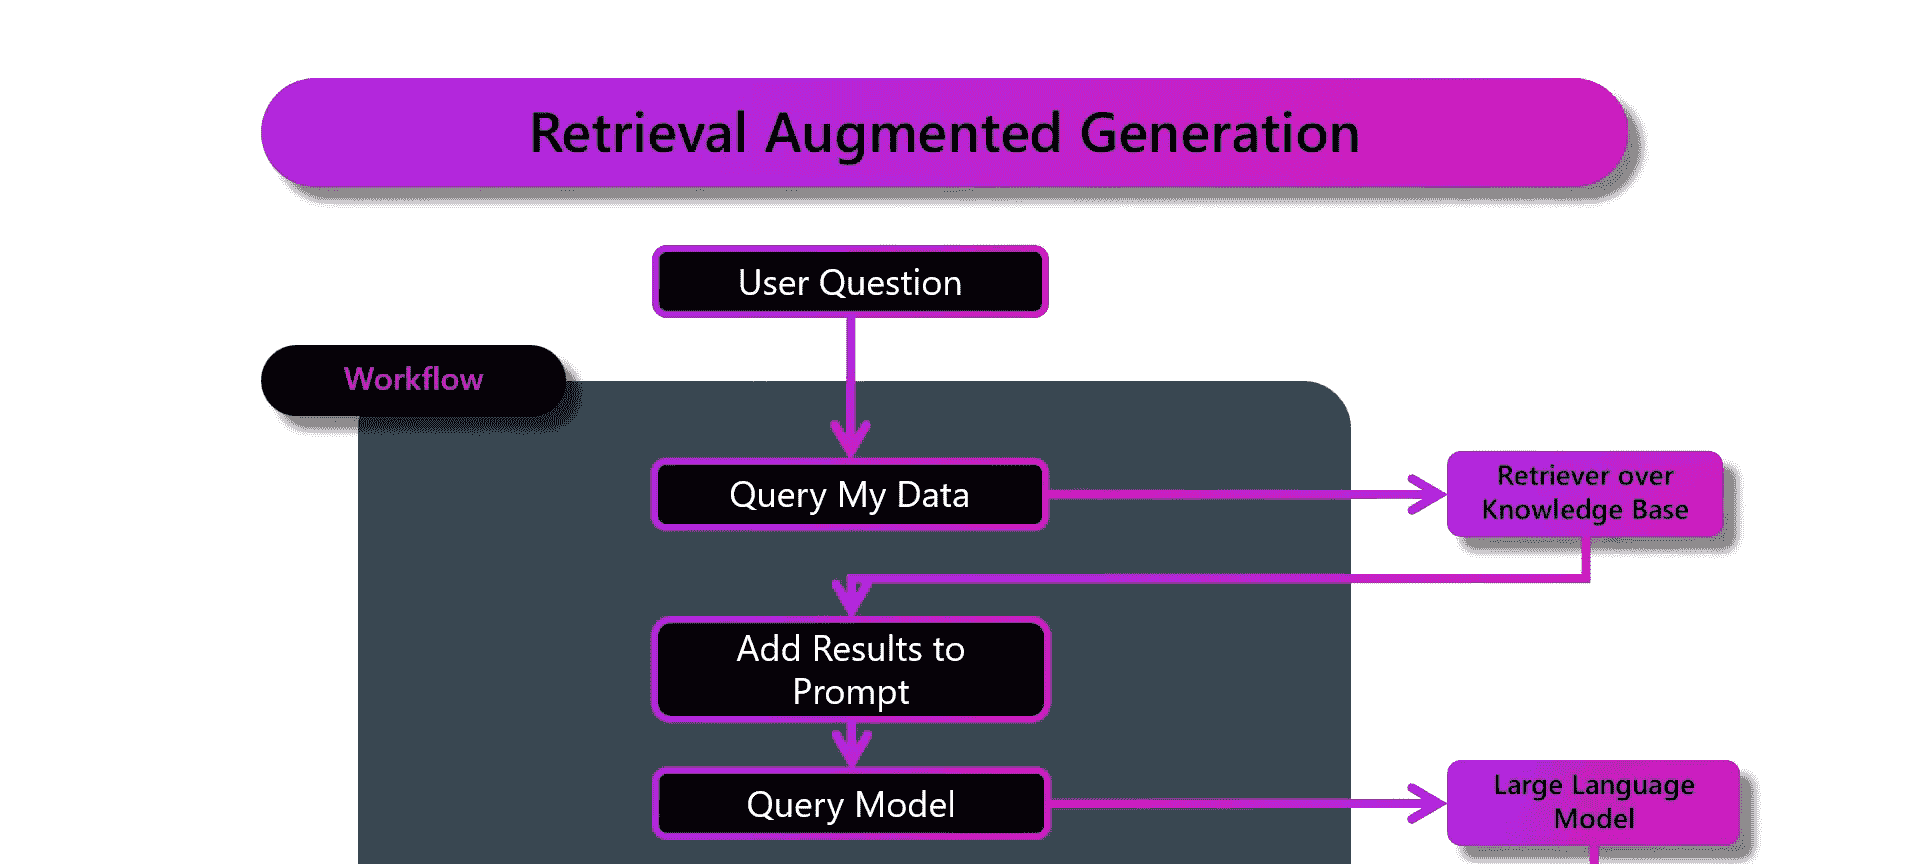 Retrieval Augmented Generation
User Question
Workflow
Query My Data
Retriever over
Knowledge Base
Add Results to
Prompt
Query Model
Large Language
Model